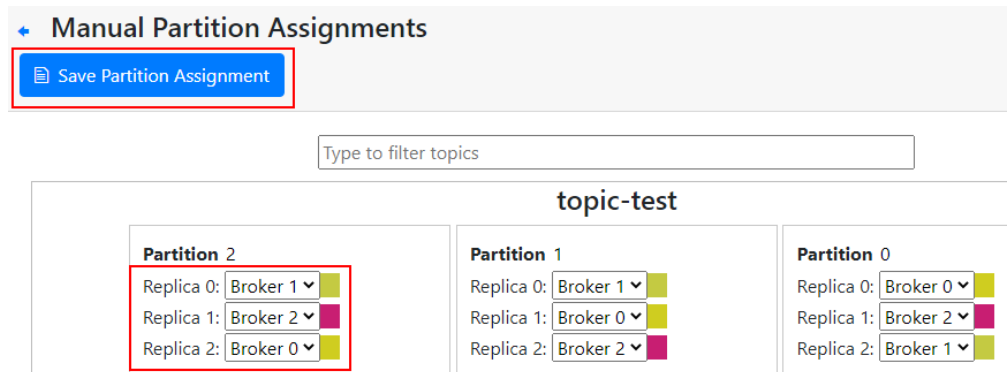 Manual Partition Assignments
Save Partition Assignment
Type to filter topics
topic-test
Partition 2
Replica 0: Broker 1
Replica 1: Broker 2
Replica 2: Broker 0
Partition 1
Replica 0: Broker 1
Replica 1: Broker 0
Replica 2: Broker 2
Partition 0
Replica 0: Broker 0
Replica 1: Broker 2
Replica 2: Broker 1